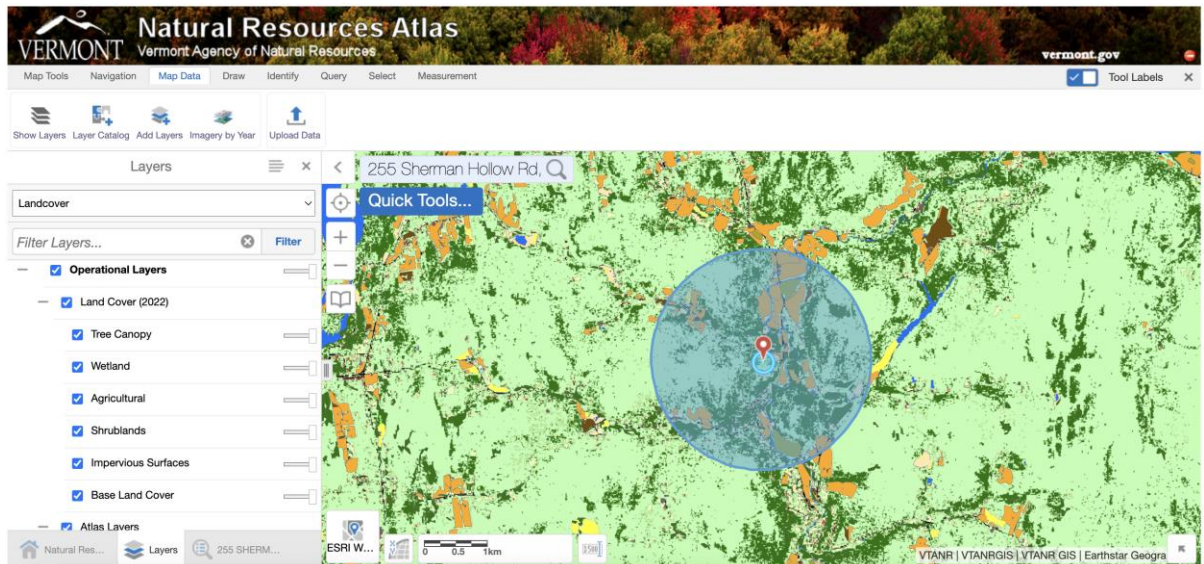 VERMONT
Natural Resources Atlas
Vermont Agency of Natural Resources
vermont.gov
Map Tools Navigation Map Data Draw Identify Query Select Measurement Tool Labels
Show Layers Layer Catalog Add Layers Imagery by Year Upload Data
Layers
255 Sherman Hollow Rd,
Landcover
Quick Tools...
Filter Layers... Filter
Operational Layers
Land Cover (2022)
Tree Canopy
Wetland
Agricultural
Shrublands
Impervious Surfaces
Base Land Cover
Atlas Layers
Natural Res... Layers 255 SHERM...
ESRI W...
0 0.5 1km
VTANR | VTANRGIS | VTANR GIS | Earthstar Geogra